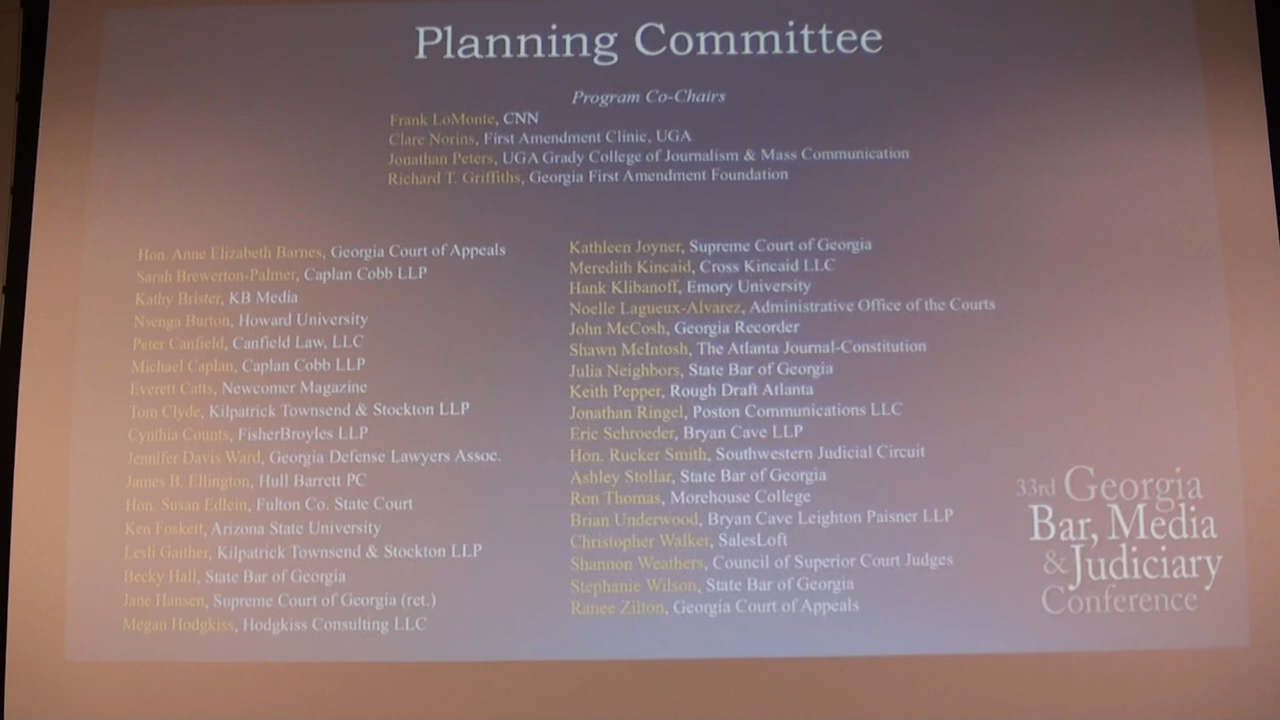 Planning Committee
Program Co-Chairs
Frank LoMonte, CNN
Clare Norins, First Amendment Clinic, UGA
Jonathan Peters, UGA Grady College of Journalism & Mass Communication
Richard T. Griffiths, Georgia First Amendment Foundation
Hon. Anne Elizabeth Barnes, Georgia Court of Appeals
Sarah Brewerton-Palmer, Caplan Cobb LLP
Kathy Brister, KB Media
Nsenga Burton, Howard University
Peter Canfield, Canfield Law, LLC
Michael Caplan, Caplan Cobb LLP
Everett Catts, Newcomer Magazine
Tom Clyde, Kilpatrick Townsend & Stockton LLP
Cynthia Counts, FisherBroyles LLP
Jennifer Davis Ward, Georgia Defense Lawyers Assoc.
James B. Ellington, Hull Barrett PC
Hon. Susan Edlein, Fulton Co. State Court
Ken Foskett, Arizona State University
Lesli Gaither, Kilpatrick Townsend & Stockton LLP
Becky Hall, State Bar of Georgia
Jane Hansen, Supreme Court of Georgia (ret.)
Megan Hodgkiss, Hodgkiss Consulting LLC
Kathleen Joyner, Supreme Court of Georgia
Meredith Kincaid, Cross Kincaid LLC
Hank Klibanoff, Emory University
Noelle Lagueux-Alvarez, Administrative Office of the Courts
John McCosh, Georgia Recorder
Shawn McIntosh, The Atlanta Journal-Constitution
Julia Neighbors, State Bar of Georgia
Keith Pepper, Rough Draft Atlanta
Jonathan Ringel, Poston Communications LLC
Eric Schroeder, Bryan Cave LLP
Hon. Rucker Smith, Southwestern Judicial Circuit
Ashley Stollar, State Bar of Georgia
Ron Thomas, Morehouse College
Brian Underwood, Bryan Cave Leighton Paisner LLP
Christopher Walker, SalesLoft
Shannon Weathers, Council of Superior Court Judges
Stephanie Wilson, State Bar of Georgia
Ranee Zilton, Georgia Court of Appeals
33rd Georgia
Bar, Media
& Judiciary
Conference